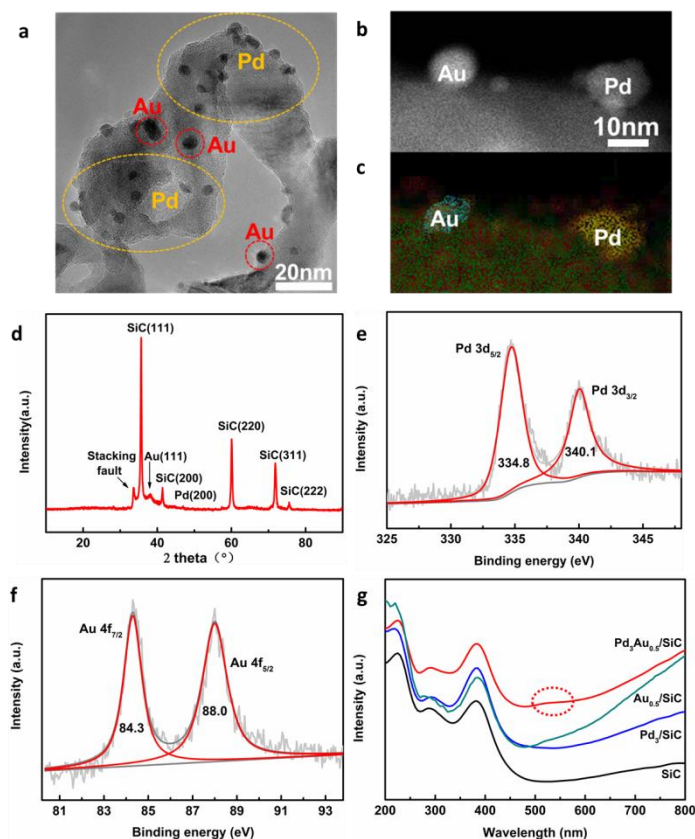 a
Pd
Au
Au
Pd
Au
20nm
b
Au
Pd
10nm
c
Au
Pd
d
SiC(111)
SiC(220)
Stacking
fault
Au(111)
SiC(200)
Pd(200)
SiC(311)
SiC(222)
Intensity(a.u.)
20 40 60 80
2 theta (°)
e
Pd 3d5/2
Pd 3d3/2
334.8
340.1
Intensity (a.u.)
325 330 335 340 345
Binding energy (eV)
f
Au 4f7/2
Au 4f5/2
84.3
88.0
Intensity (a.u.)
81 83 85 87 89 91 93
Binding energy (eV)
g
Pd3Au0.5/SiC
Au0.5/SiC
Pd3/SiC
SiC
Intensity (a.u.)
200 300 400 500 600 700 800
Wavelength (nm)